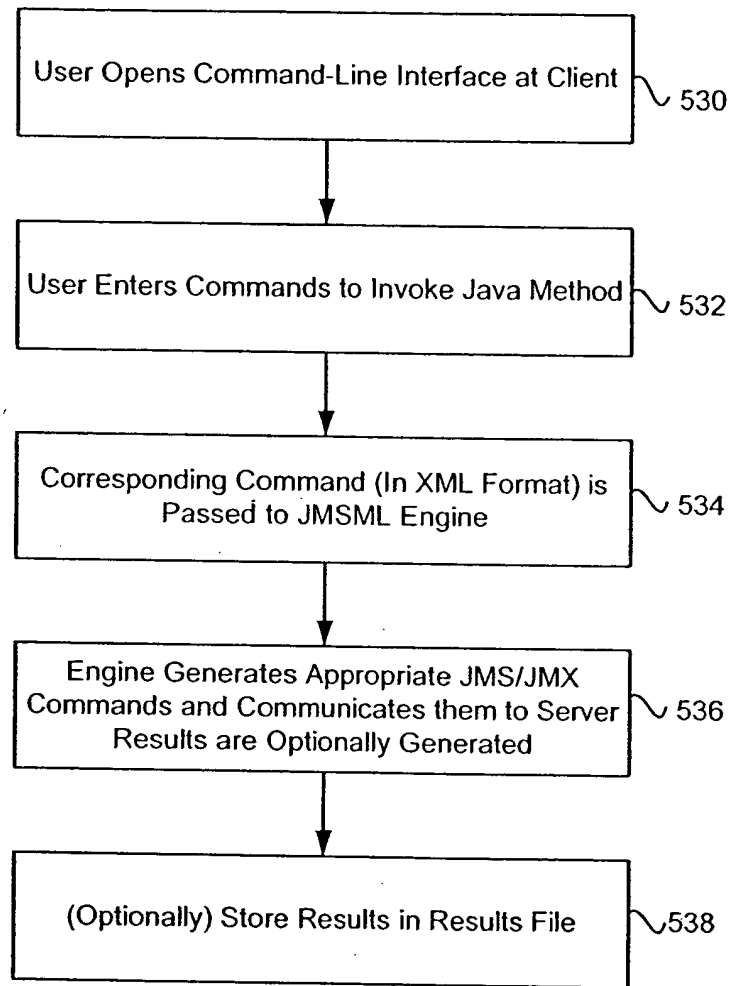 User Opens Command-Line Interface at Client
530
User Enters Commands to Invoke Java Method
532
Corresponding Command (In XML Format) is
Passed to JMSML Engine
534
Engine Generates Appropriate JMS/JMX
Commands and Communicates them to Server
Results are Optionally Generated
536
(Optionally) Store Results in Results File
538